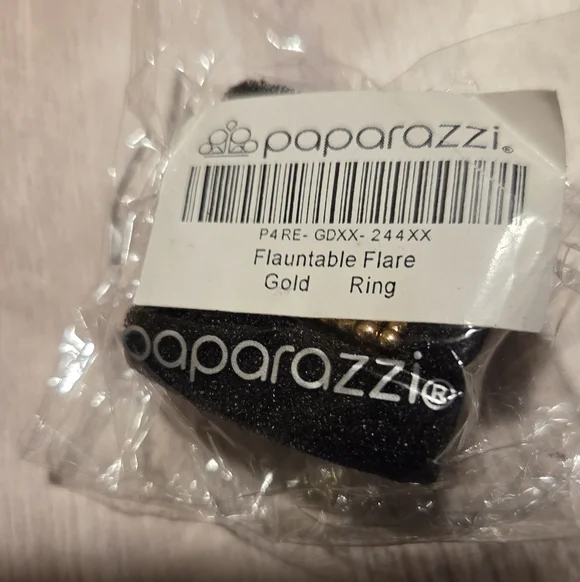 paparazzi®
P4RE-GDXX-244XX
Flauntable Flare
Gold Ring
paparazzi®